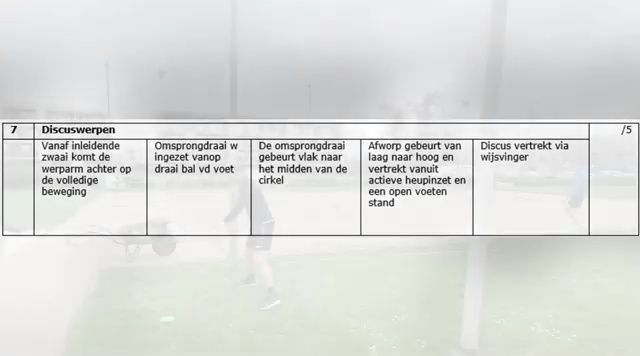 7 Discuswerpen /5
Vanaf inleidende
zwaai komt de
werparm achter op
de volledige
beweging
Omsprongdraai w
ingezet vanop
draai bal vd voet
De omsprongdraai
gebeurt vlak naar
het midden van de
cirkel
Afworp gebeurt van
laag naar hoog en
vertrekt vanuit
actieve heupinzet en
een open voeten
stand
Discus vertrekt via
wijsvinger